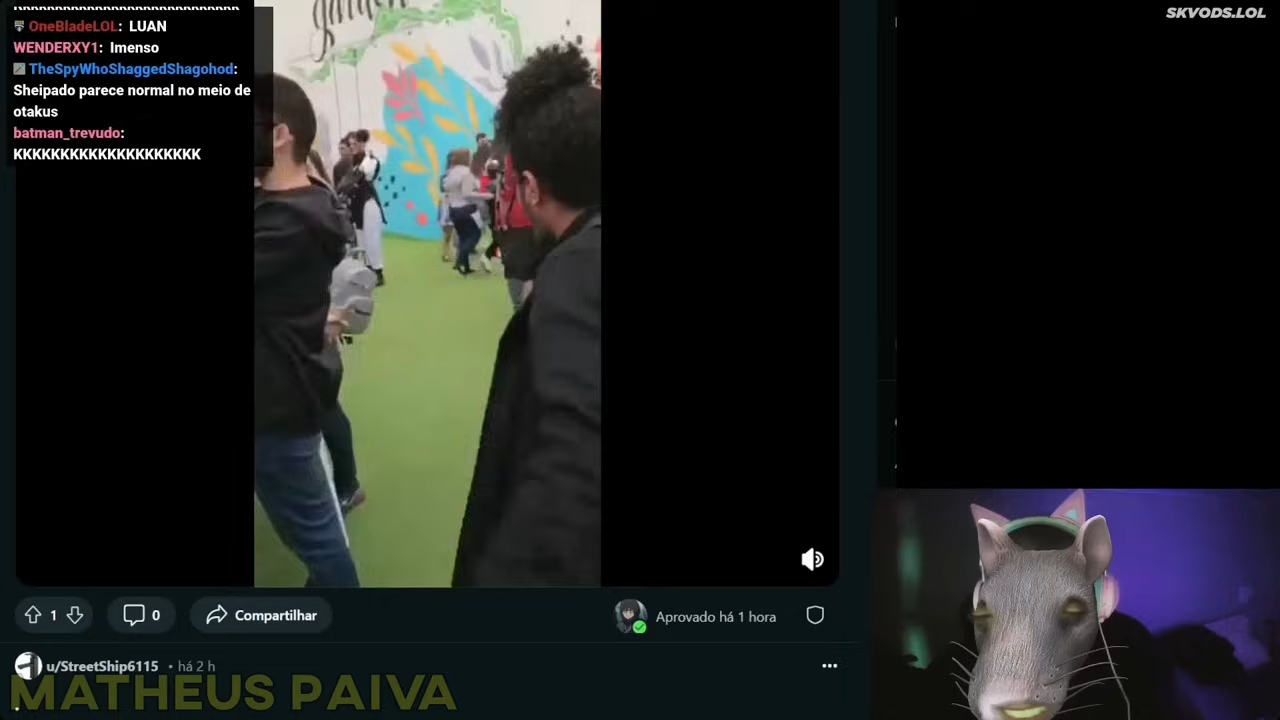 SKVODS.LOL
OneBladeLOL: LUAN
WENDERXY1: Imenso
TheSpyWhoShaggedShagohod:
Sheipado parece normal no meio de
otakus
batman_trevudo:
KKKKKKKKKKKKKKKKKKKK
garden
1
0
Compartilhar
Aprovado há 1 hora
u/StreetShip6115 • há 2 h
MATHEUS PAIVA